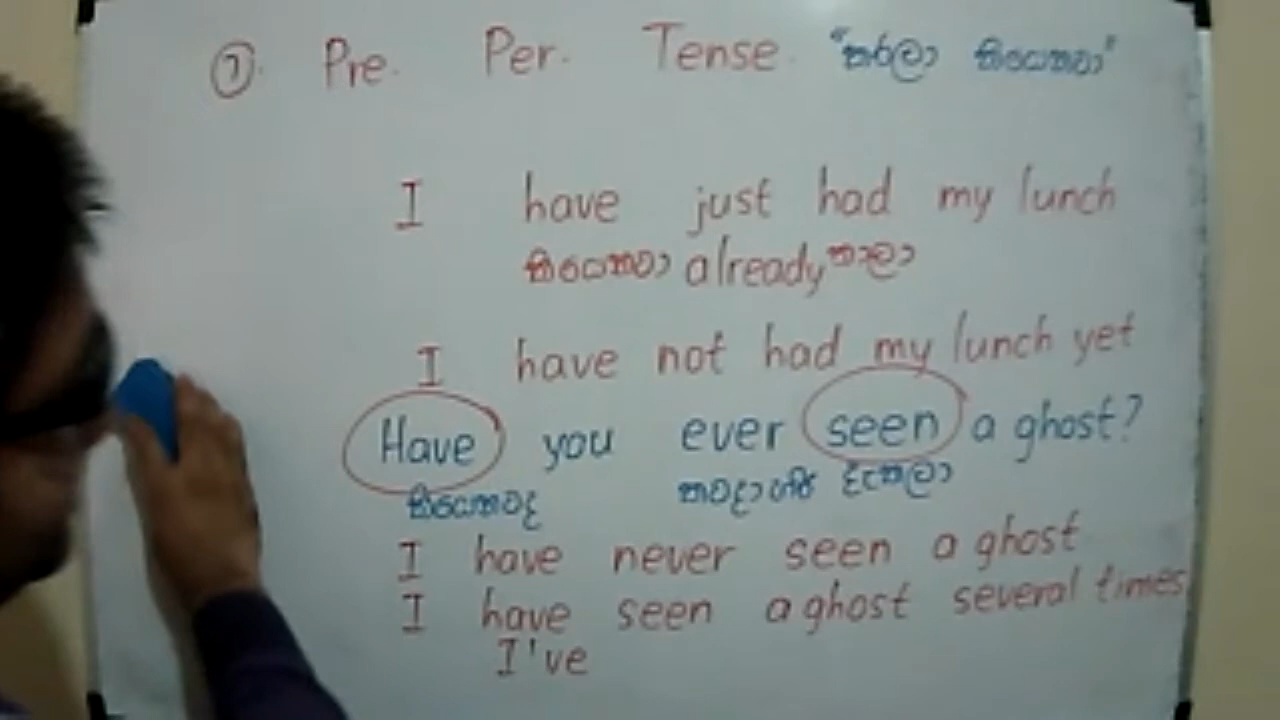 7. Pre. Per. Tense. "කරලා තියෙනවා"
I have just had my lunch
තියෙනවා already කාලා
I have not had my lunch yet
Have you ever seen a ghost?
තියෙනවද කවදාහරි දැකලා
I have never seen a ghost
I have seen a ghost several times
I've